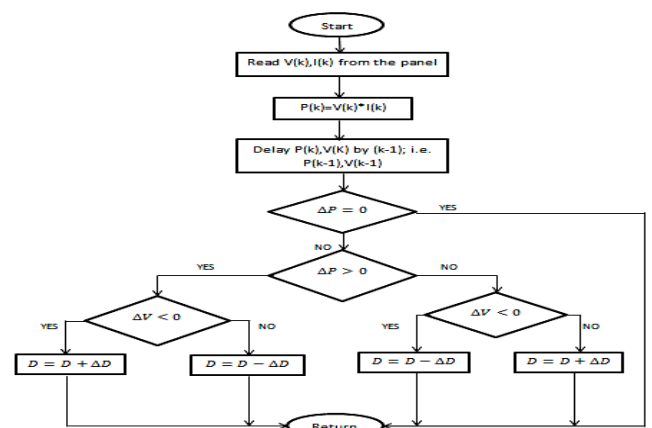 Start
Read V(k),I(k) from the panel
P(k)=V(k)*I(k)
Delay P(k),V(K) by (k-1); i.e.
P(k-1),V(k-1)
ΔP = 0
YES
NO
ΔP > 0
YES
NO
ΔV < 0
YES
NO
ΔV < 0
YES
NO
D = D + ΔD
D = D − ΔD
D = D − ΔD
D = D + ΔD
Return